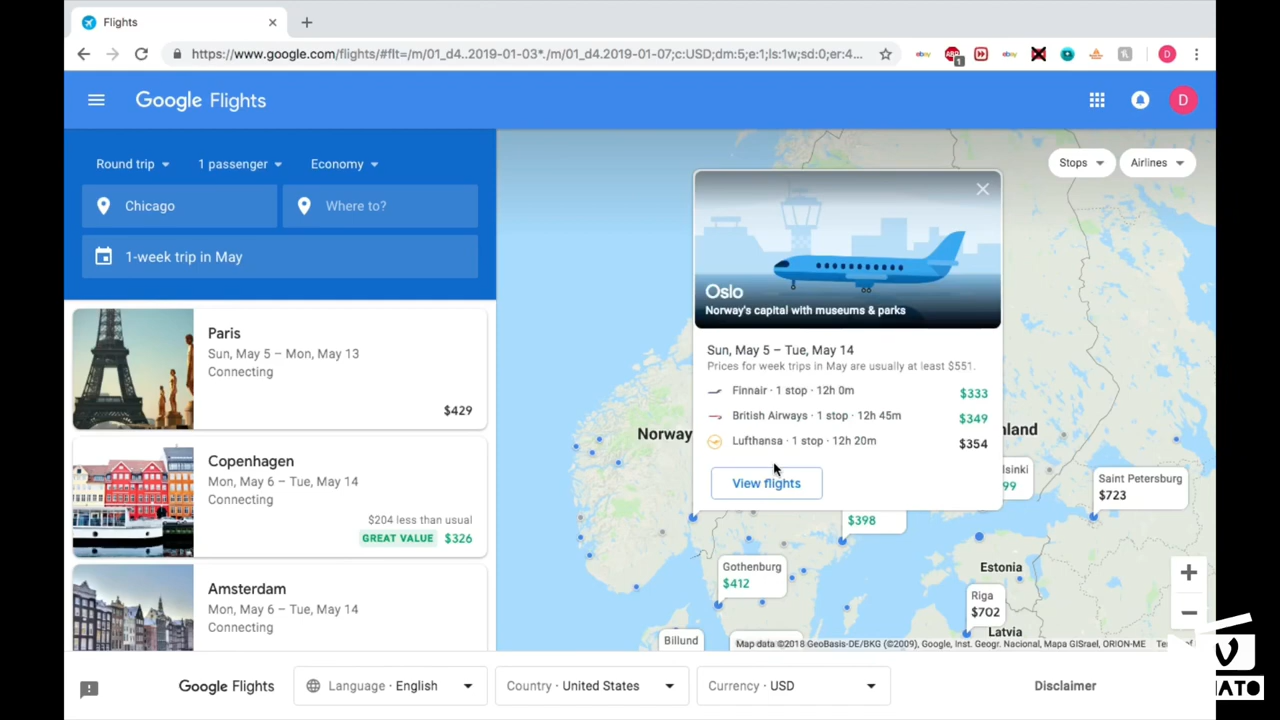 Flights
https://www.google.com/flights/#flt=/m/01_d4..2019-01-03*./m/01_d4.2019-01-07;c:USD;dm:5;e:1;ls:1w;sd:0;er:4...
ebay
ABP
1
ebay
D
Google Flights
D
Round trip
1 passenger
Economy
Stops
Airlines
Chicago
Where to?
1-week trip in May
Oslo
Norway's capital with museums & parks
Paris
Sun, May 5 – Mon, May 13
Connecting
$429
Sun, May 5 – Tue, May 14
Prices for week trips in May are usually at least $551.
Finnair · 1 stop · 12h 0m
$333
British Airways · 1 stop · 12h 45m
$349
Lufthansa · 1 stop · 12h 20m
$354
View flights
Copenhagen
Mon, May 6 – Tue, May 14
Connecting
$204 less than usual
GREAT VALUE $326
Amsterdam
Mon, May 6 – Tue, May 14
Connecting
Norway
nland
lsinki
99
Saint Petersburg
$723
$398
Gothenburg
$412
Estonia
Riga
$702
Latvia
Billund
Map data ©2018 GeoBasis-DE/BKG (©2009), Google, Inst. Geogr. Nacional, Mapa GISrael, ORION-ME
Google Flights
Language · English
Country · United States
Currency · USD
Disclaimer
NATO